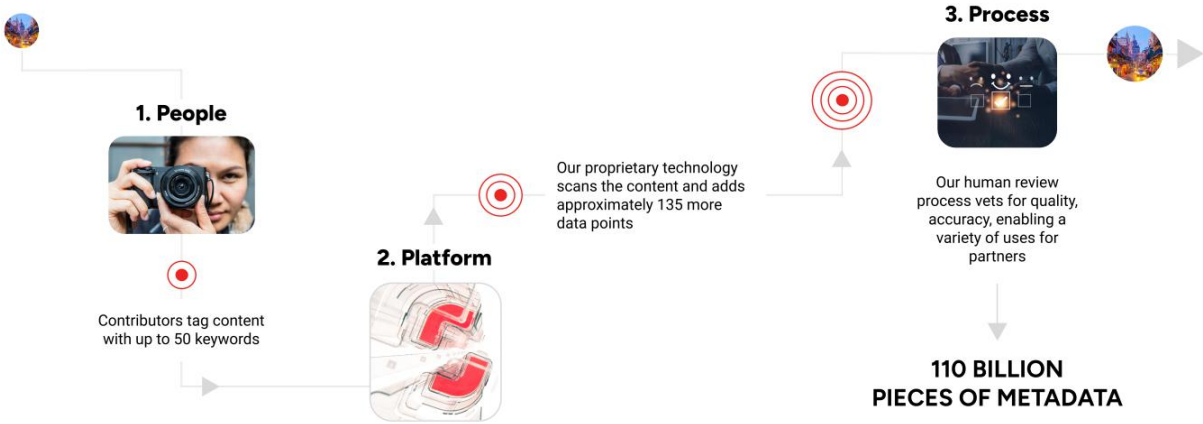 1. People
Contributors tag content
with up to 50 keywords
2. Platform
Our proprietary technology
scans the content and adds
approximately 135 more
data points
3. Process
Our human review
process vets for quality,
accuracy, enabling a
variety of uses for
partners
110 BILLION
PIECES OF METADATA